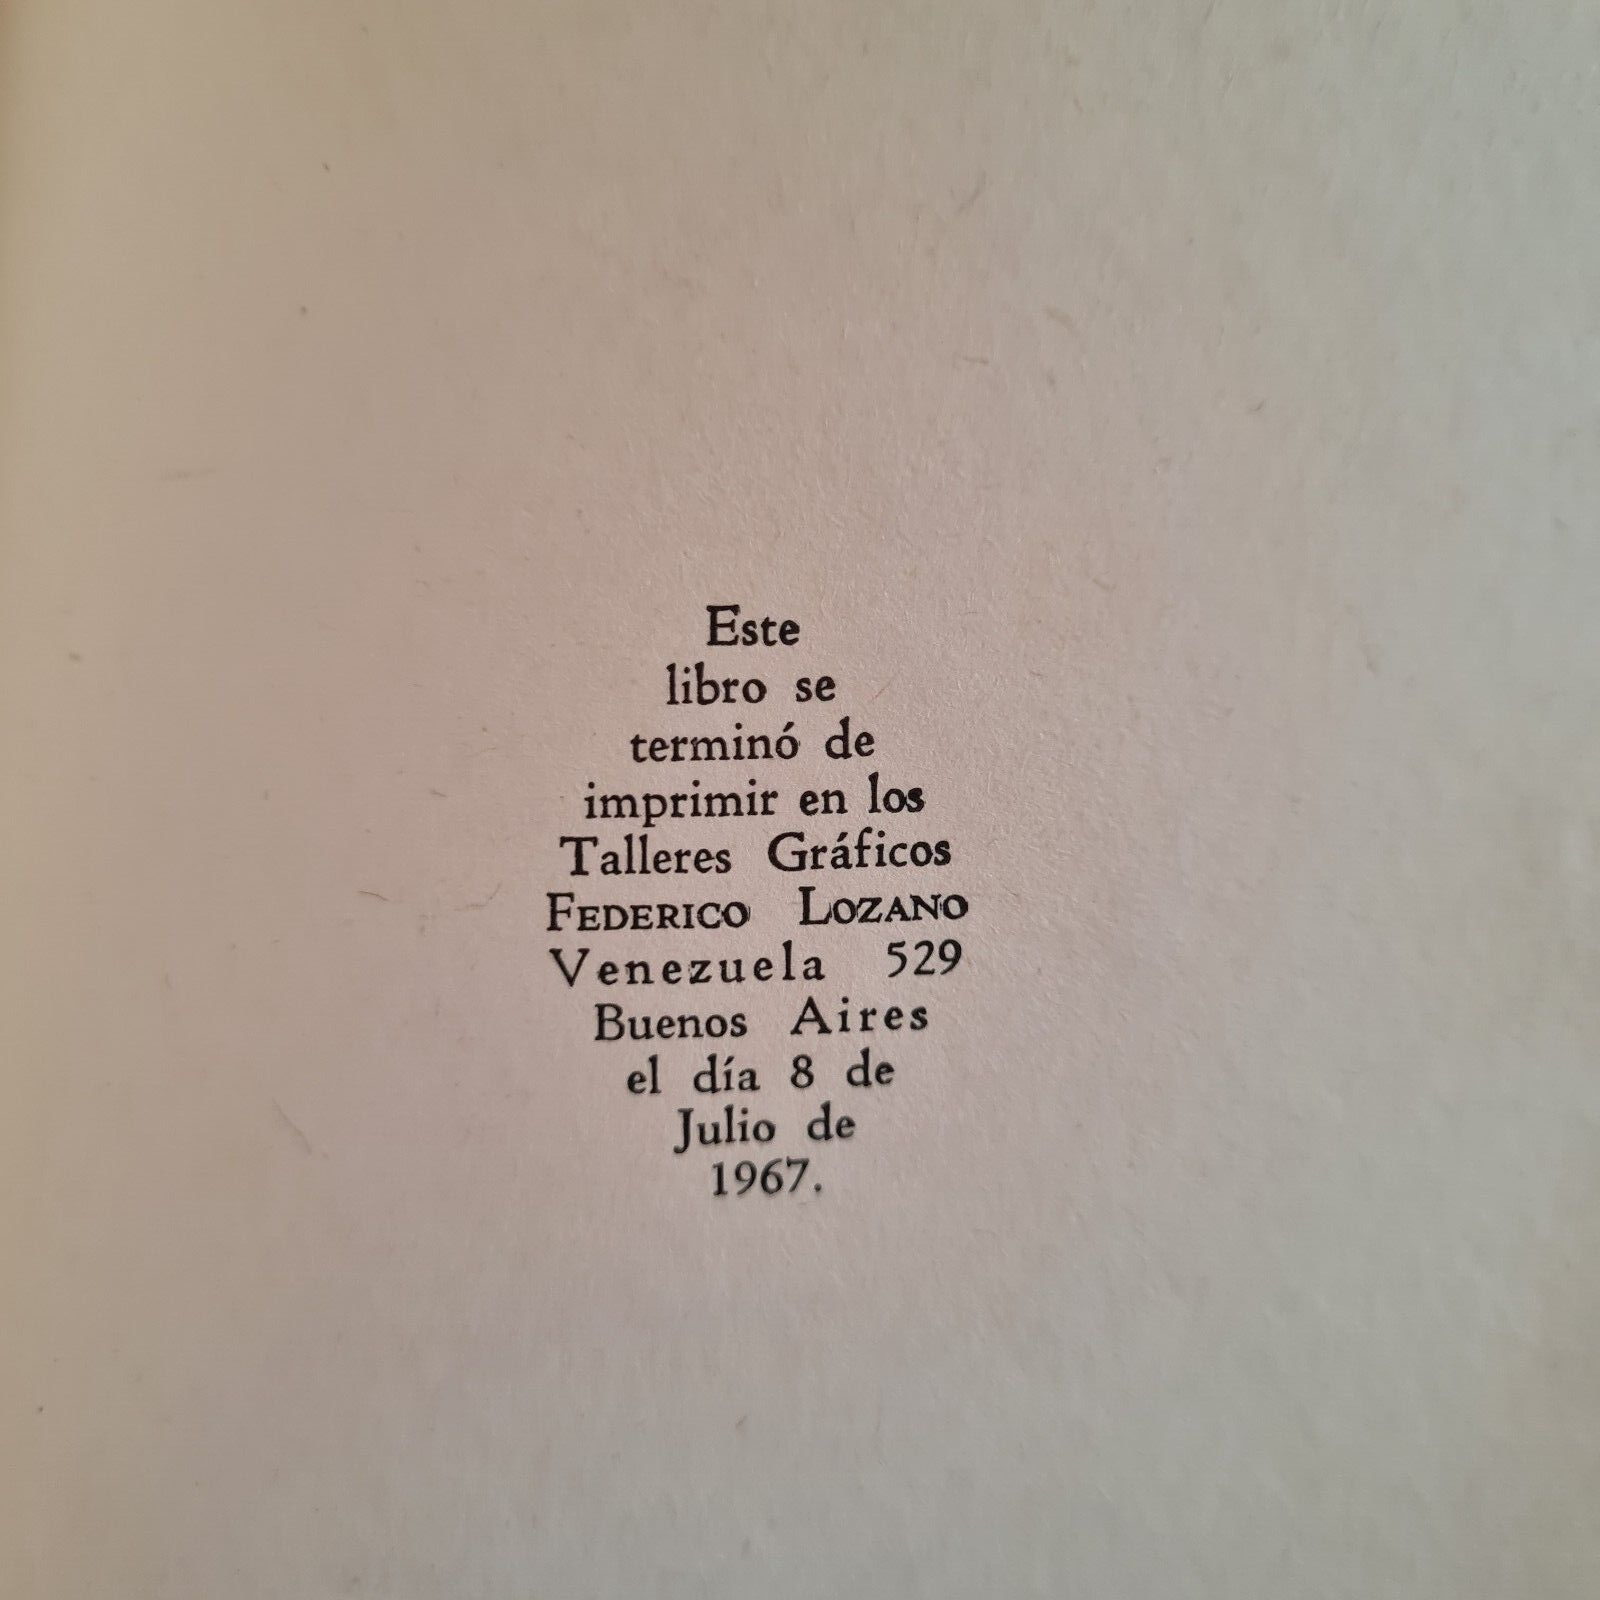 Este
libro se
terminó de
imprimir en los
Talleres Gráficos
FEDERICO LOZANO
Venezuela 529
Buenos Aires
el día 8 de
Julio de
1967.